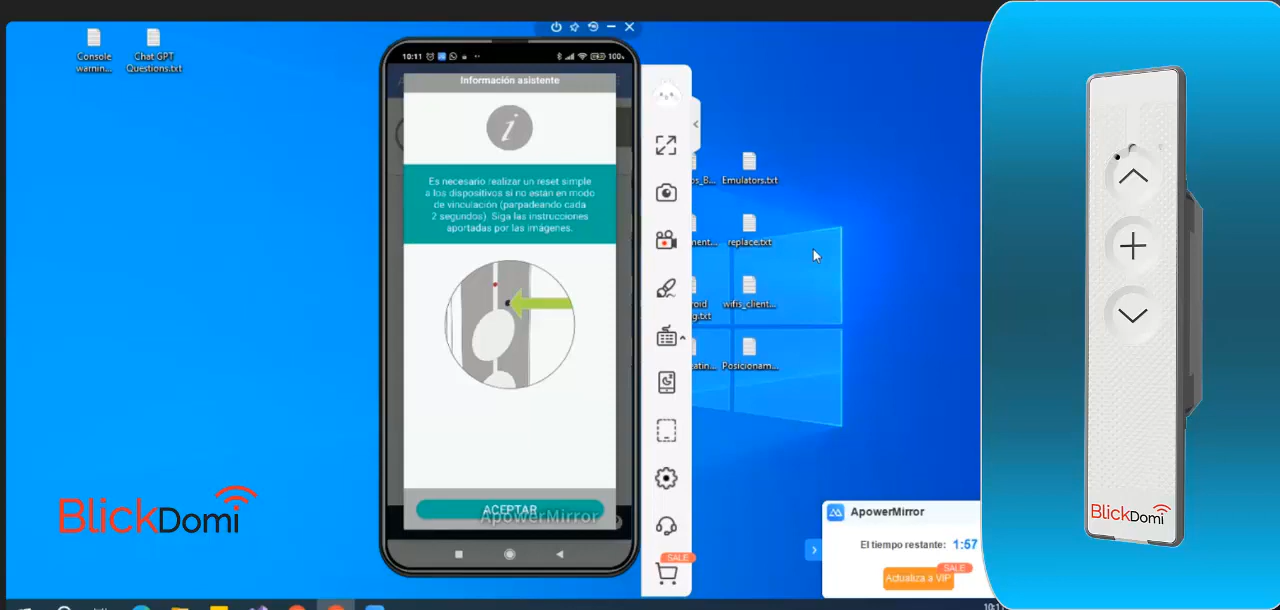 Console
warnin...
Chat GPT
Questions.txt
10:11
100%
Información asistente
i
Es necesario realizar un reset simple
a los dispositivos si no están en modo
de vinculación (parpadeando cada
2 segundos). Siga las instrucciones
aportadas por las imágenes.
ACEPTAR
ApowerMirror
Emulators.txt
replace.txt
wifis_client...
Posicionam...
SALE
BlickDomi
ApowerMirror
El tiempo restante: 1:57
SALE
Actualiza a VIP
BlickDomi